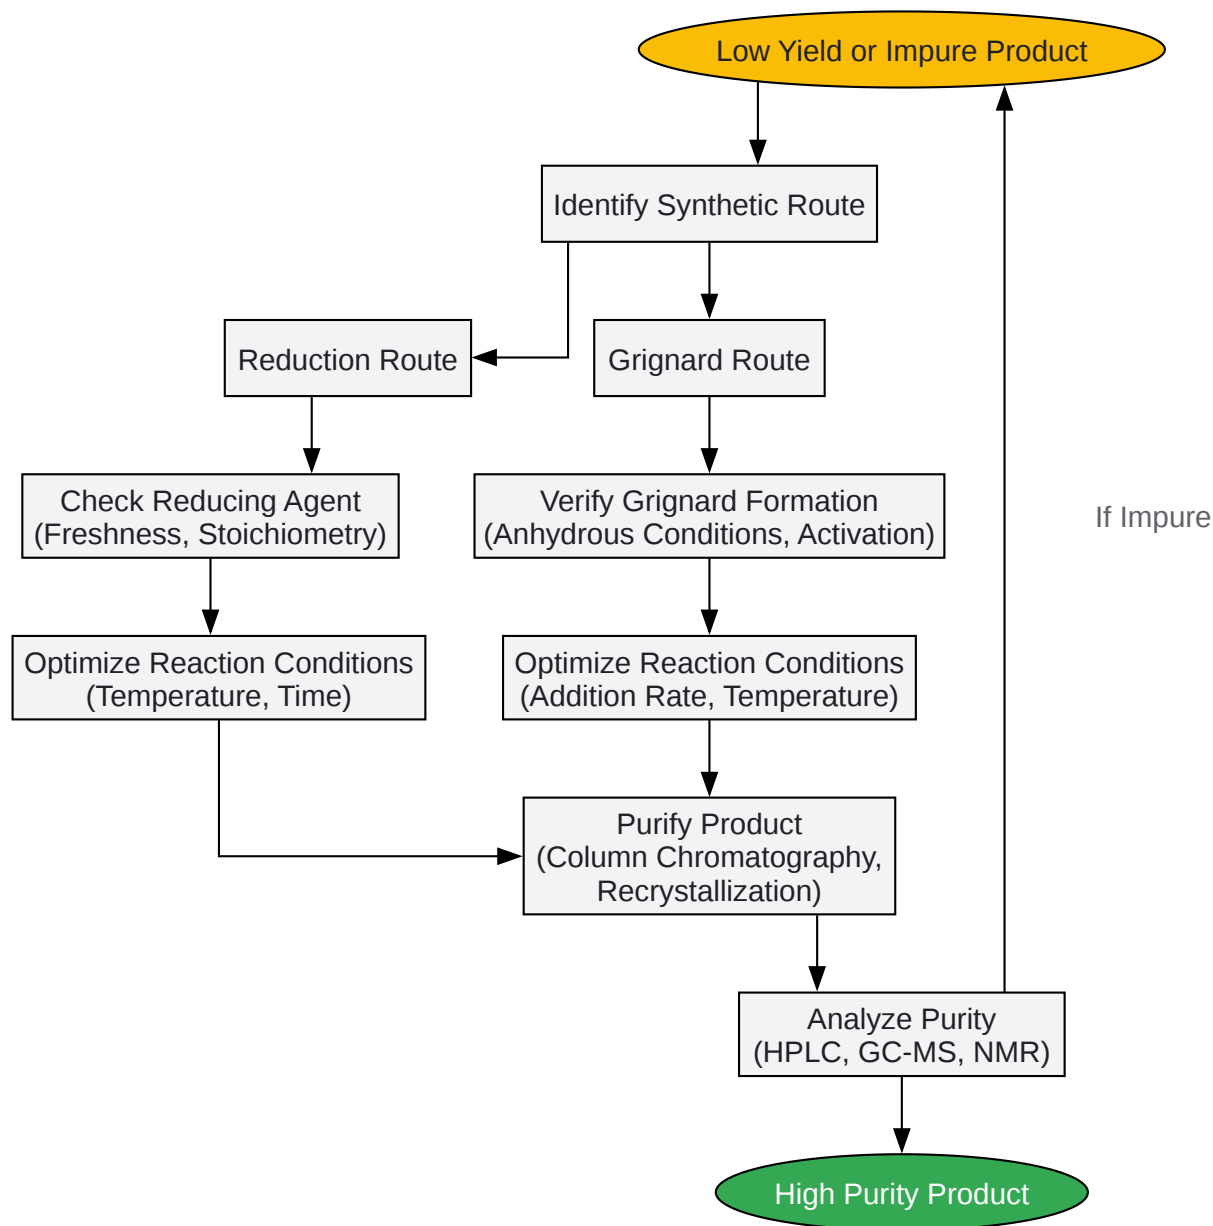 Low Yield or Impure Product
Identify Synthetic Route
Reduction Route
Grignard Route
Check Reducing Agent
(Freshness, Stoichiometry)
Verify Grignard Formation
(Anhydrous Conditions, Activation)
If Impure
Optimize Reaction Conditions
(Temperature, Time)
Optimize Reaction Conditions
(Addition Rate, Temperature)
Purify Product
(Column Chromatography,
Recrystallization)
Analyze Purity
(HPLC, GC-MS, NMR)
High Purity Product